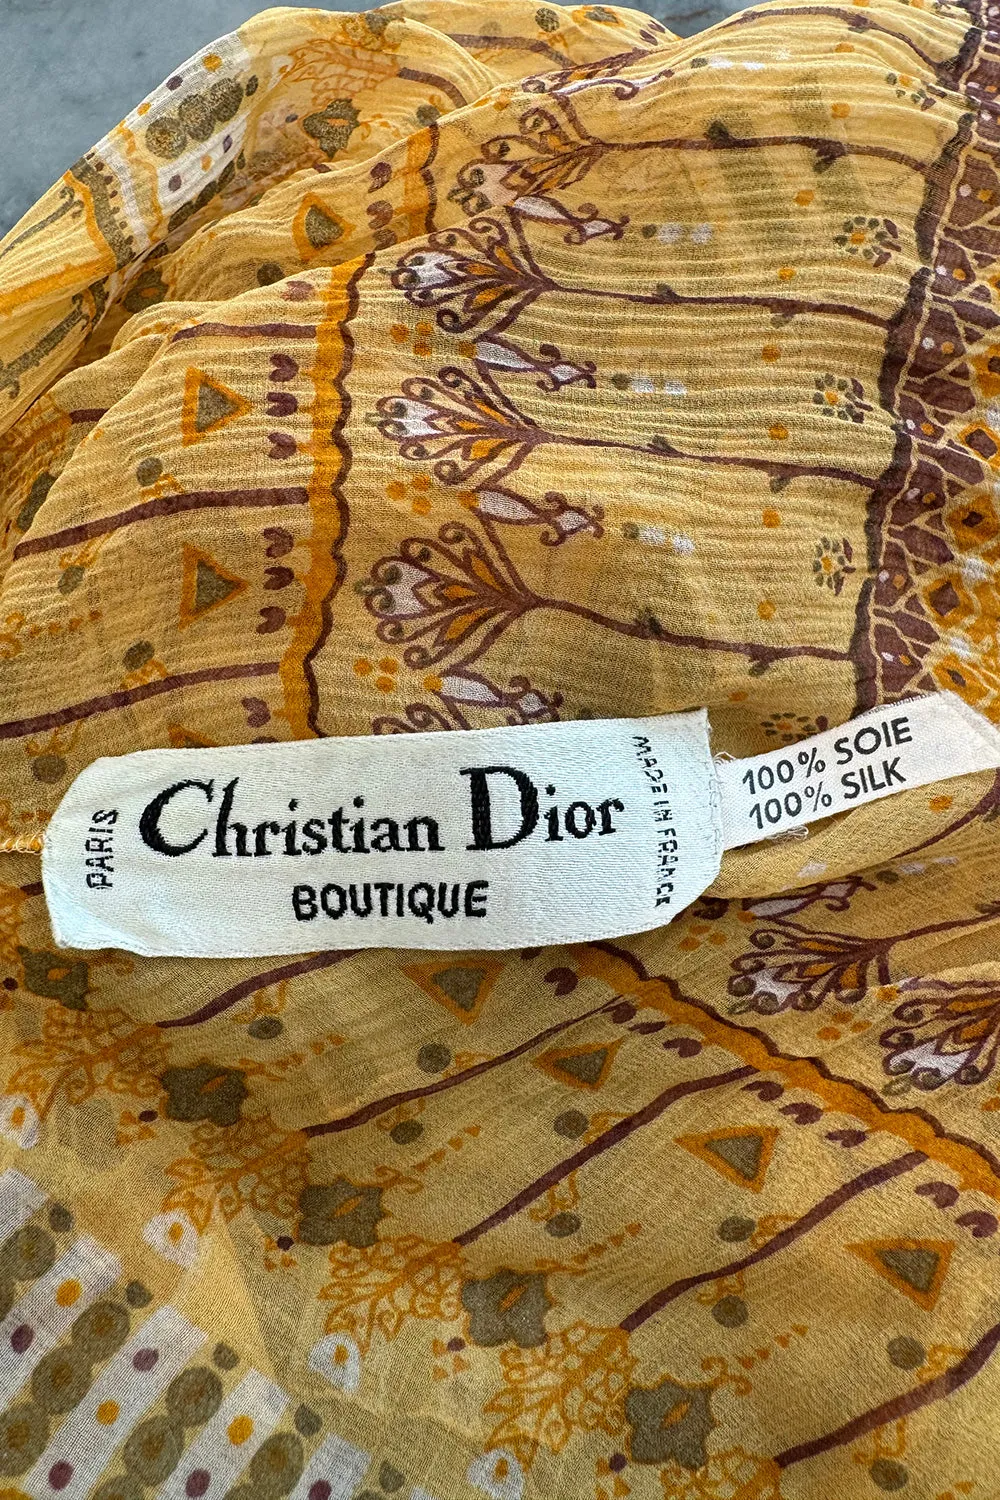 PARIS
Christian Dior
BOUTIQUE
MADE IN FRANCE
100% SOIE
100% SILK